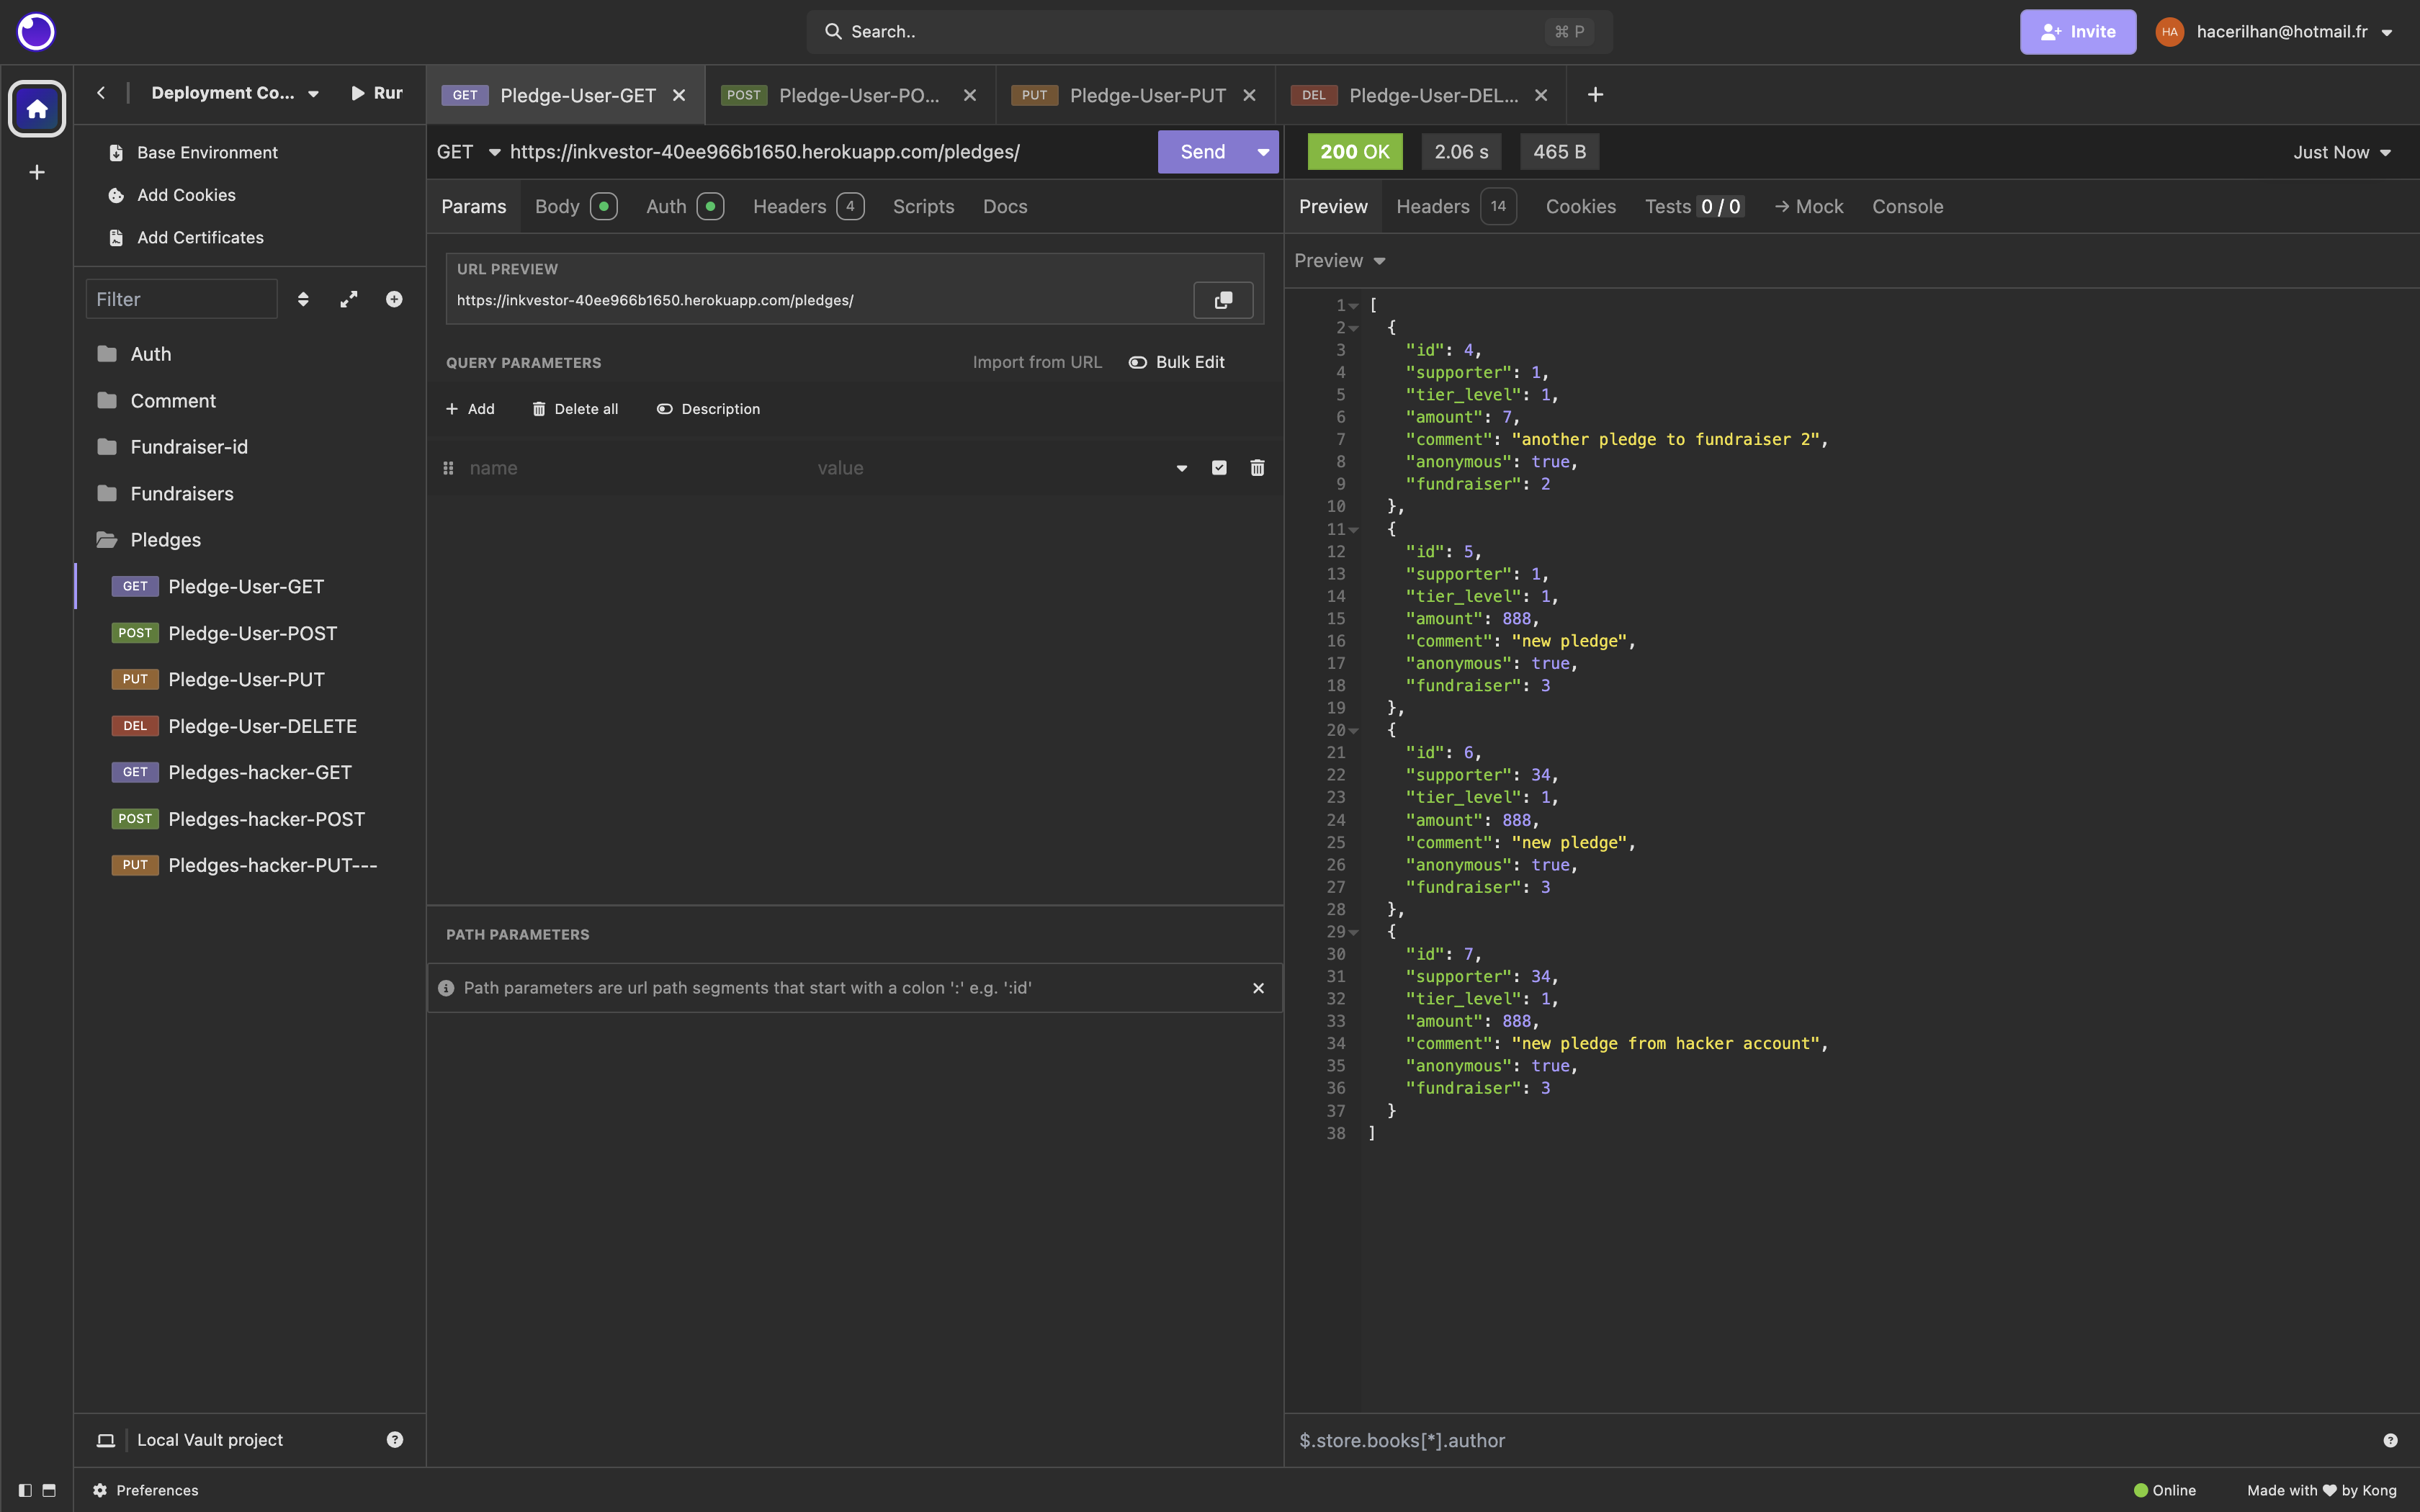 Search..
⌘ P
Invite
HA
hacerilhan@hotmail.fr
Deployment Co...
Rur
GET Pledge-User-GET
POST Pledge-User-PO...
PUT Pledge-User-PUT
DEL Pledge-User-DEL...
Base Environment
Add Cookies
Add Certificates
Filter
Auth
Comment
Fundraiser-id
Fundraisers
Pledges
GET Pledge-User-GET
POST Pledge-User-POST
PUT Pledge-User-PUT
DEL Pledge-User-DELETE
GET Pledges-hacker-GET
POST Pledges-hacker-POST
PUT Pledges-hacker-PUT---
Local Vault project
GET https://inkvestor-40ee966b1650.herokuapp.com/pledges/
Send
Params Body Auth Headers 4 Scripts Docs
URL PREVIEW
https://inkvestor-40ee966b1650.herokuapp.com/pledges/
QUERY PARAMETERS
Import from URL
Bulk Edit
Add
Delete all
Description
name
value
PATH PARAMETERS
Path parameters are url path segments that start with a colon ':' e.g. ':id'
200 OK
2.06 s
465 B
Just Now
Preview Headers 14 Cookies Tests 0 / 0 → Mock Console
Preview
1 [
2 {
3 "id": 4,
4 "supporter": 1,
5 "tier_level": 1,
6 "amount": 7,
7 "comment": "another pledge to fundraiser 2",
8 "anonymous": true,
9 "fundraiser": 2
10 },
11 {
12 "id": 5,
13 "supporter": 1,
14 "tier_level": 1,
15 "amount": 888,
16 "comment": "new pledge",
17 "anonymous": true,
18 "fundraiser": 3
19 },
20 {
21 "id": 6,
22 "supporter": 34,
23 "tier_level": 1,
24 "amount": 888,
25 "comment": "new pledge",
26 "anonymous": true,
27 "fundraiser": 3
28 },
29 {
30 "id": 7,
31 "supporter": 34,
32 "tier_level": 1,
33 "amount": 888,
34 "comment": "new pledge from hacker account",
35 "anonymous": true,
36 "fundraiser": 3
37 }
38 ]
$.store.books[*].author
Preferences
Online
Made with ❤ by Kong